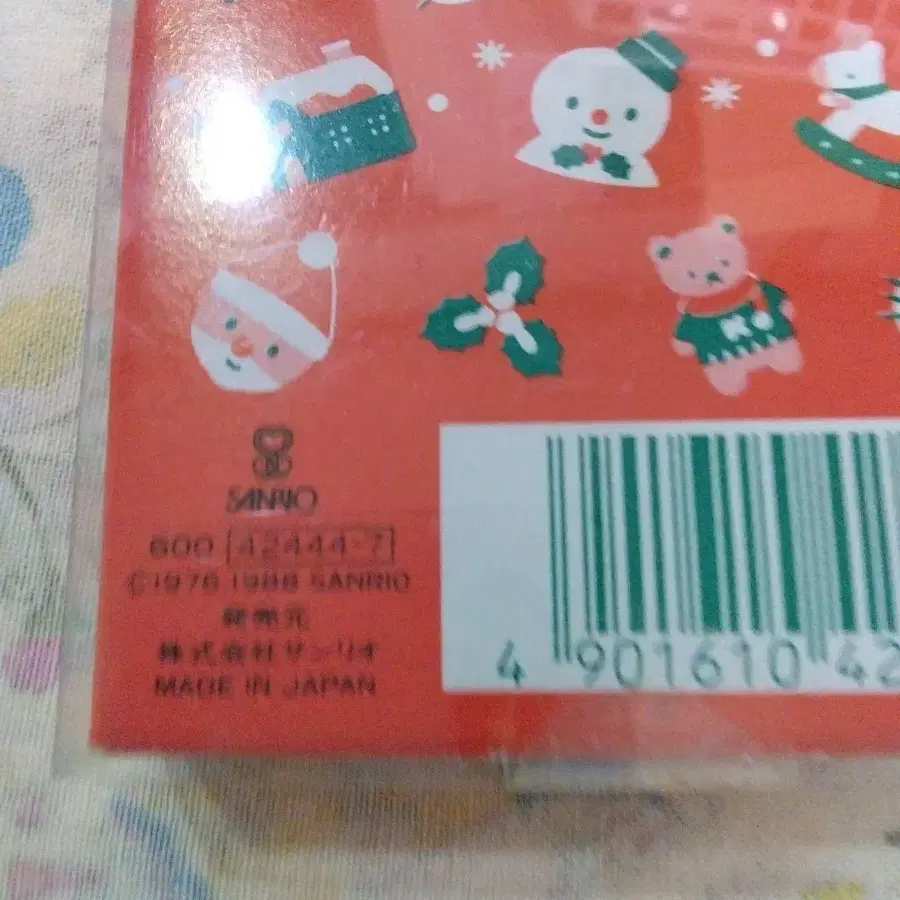 SANRIO
600 42444-7
©1976 1988 SANRIO
発売元
株式会社サンリオ
MADE IN JAPAN
4 901610 42